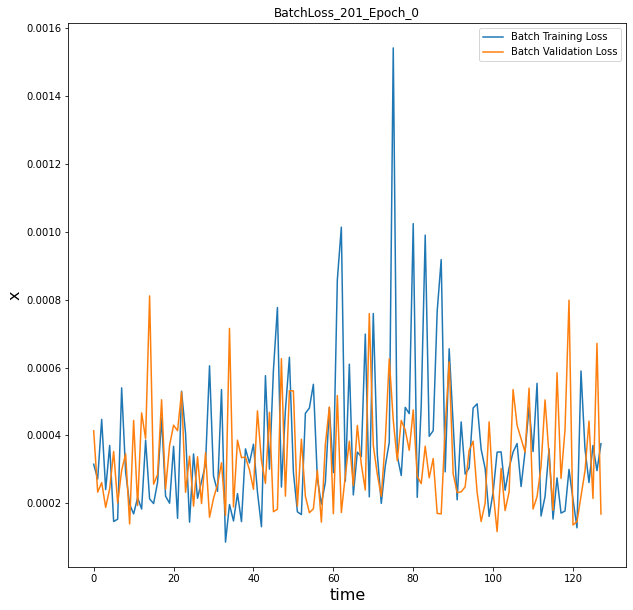 BatchLoss_201_Epoch_0
Batch Training Loss
Batch Validation Loss
0.0016
0.0014
0.0012
0.0010
0.0008
0.0006
0.0004
0.0002
x
0 20 40 60 80 100 120
time